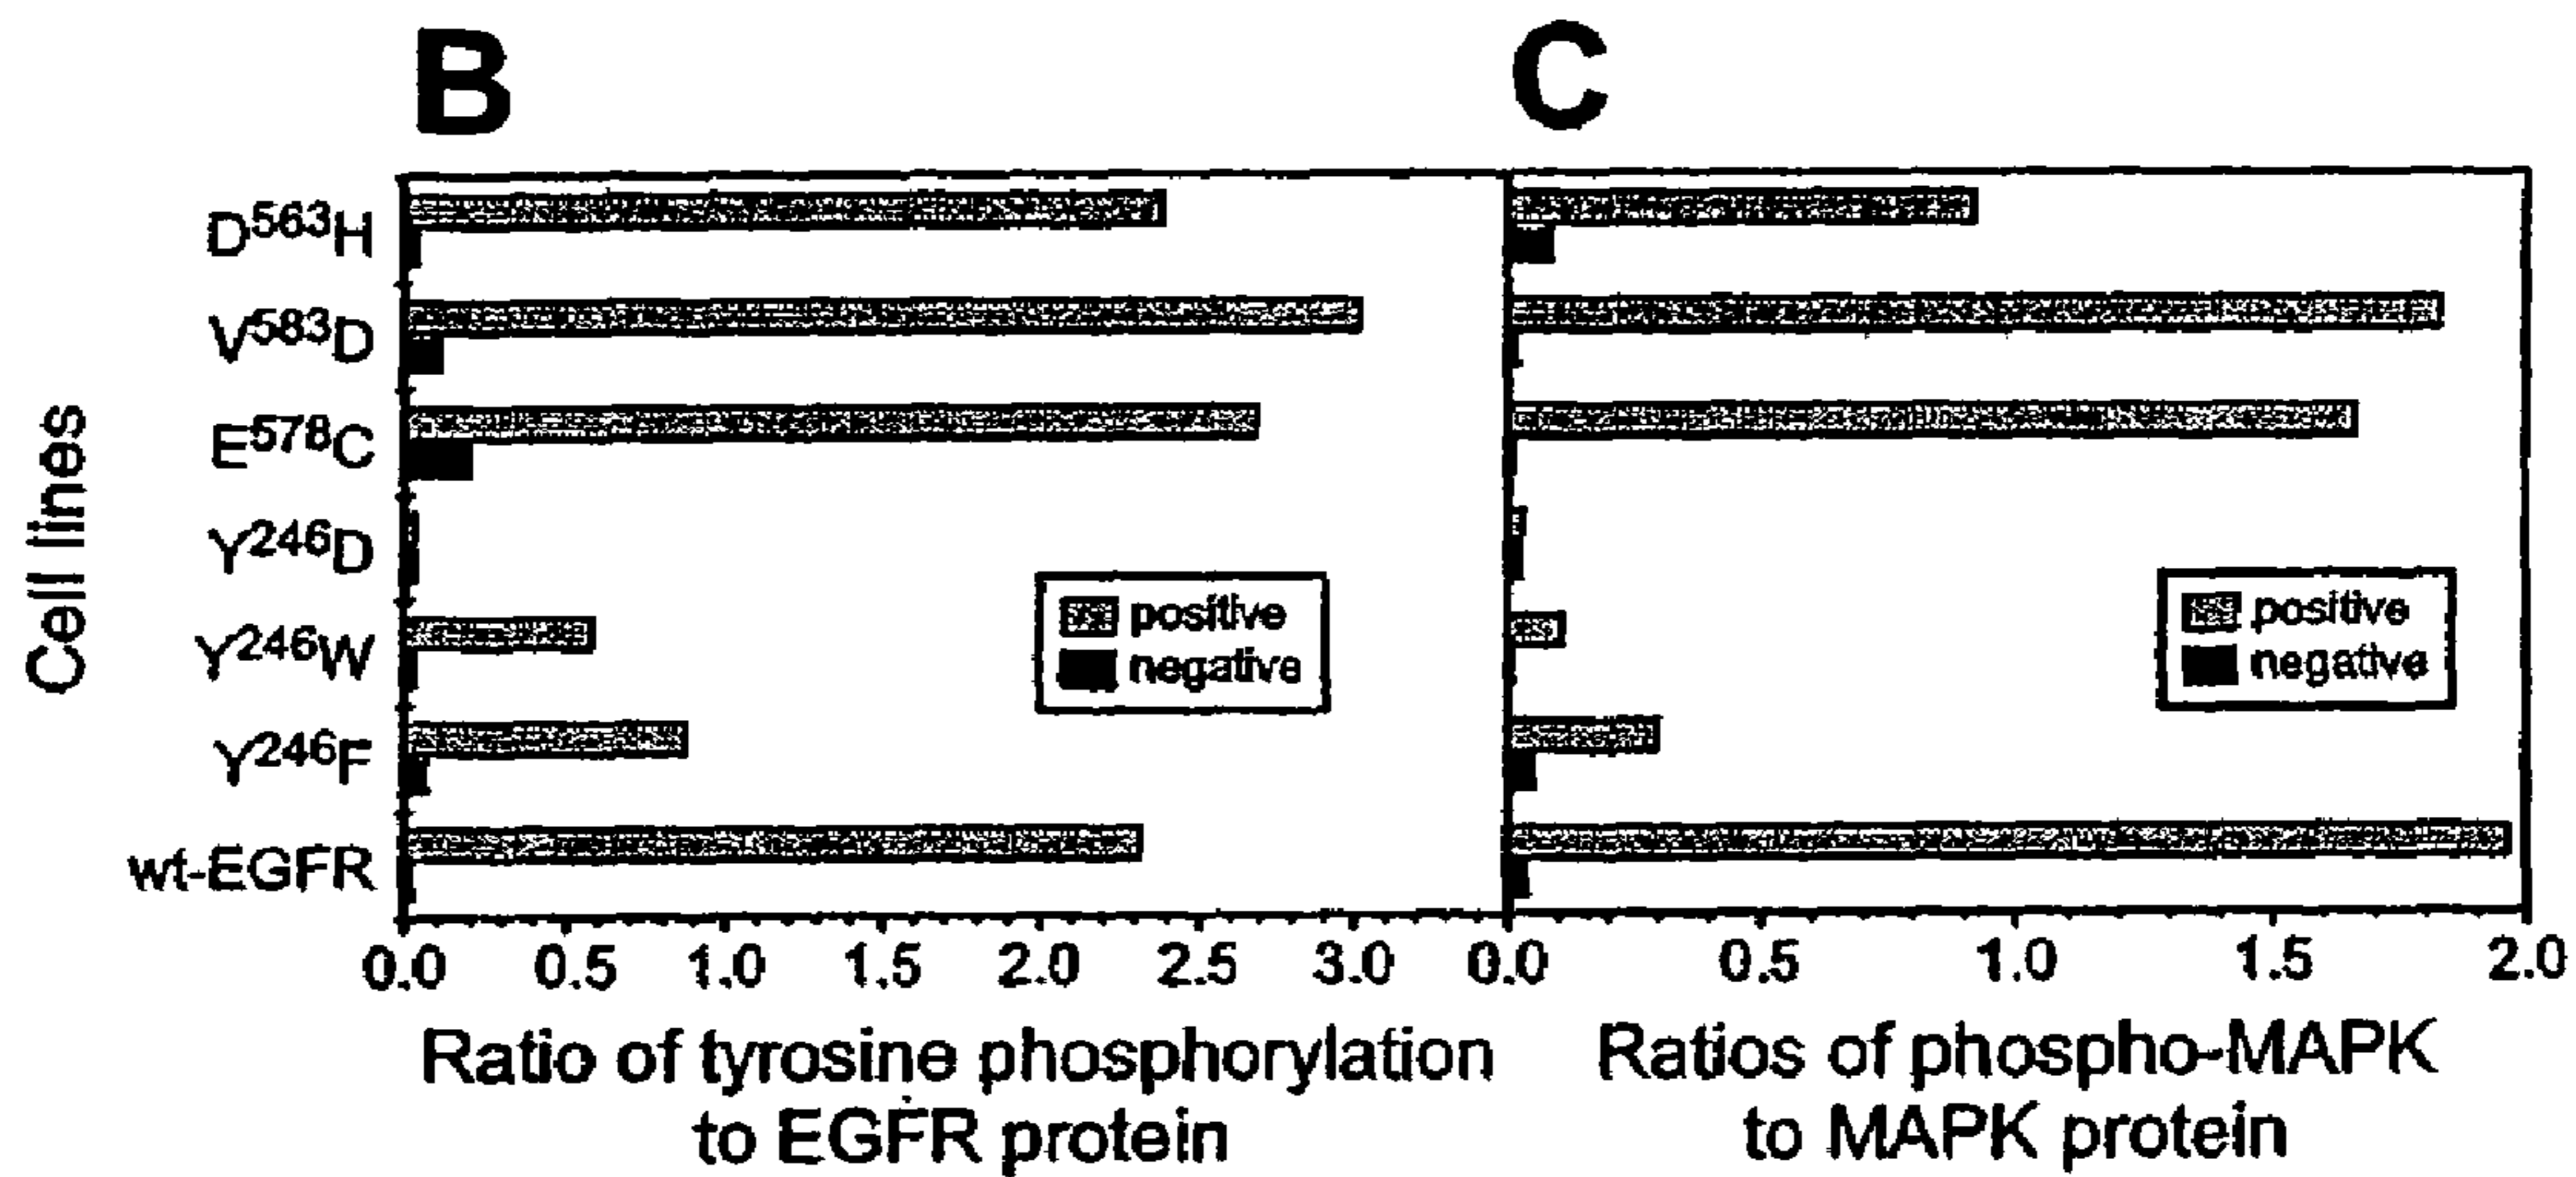 B
C
D563H
V583D
E578C
Y246D
Y246W
Y246F
wt-EGFR
Cell lines
positive
negative
positive
negative
0.0 0.5 1.0 1.5 2.0 2.5 3.0
0.0 0.5 1.0 1.5 2.0
Ratio of tyrosine phosphorylation
to EGFR protein
Ratios of phospho-MAPK
to MAPK protein